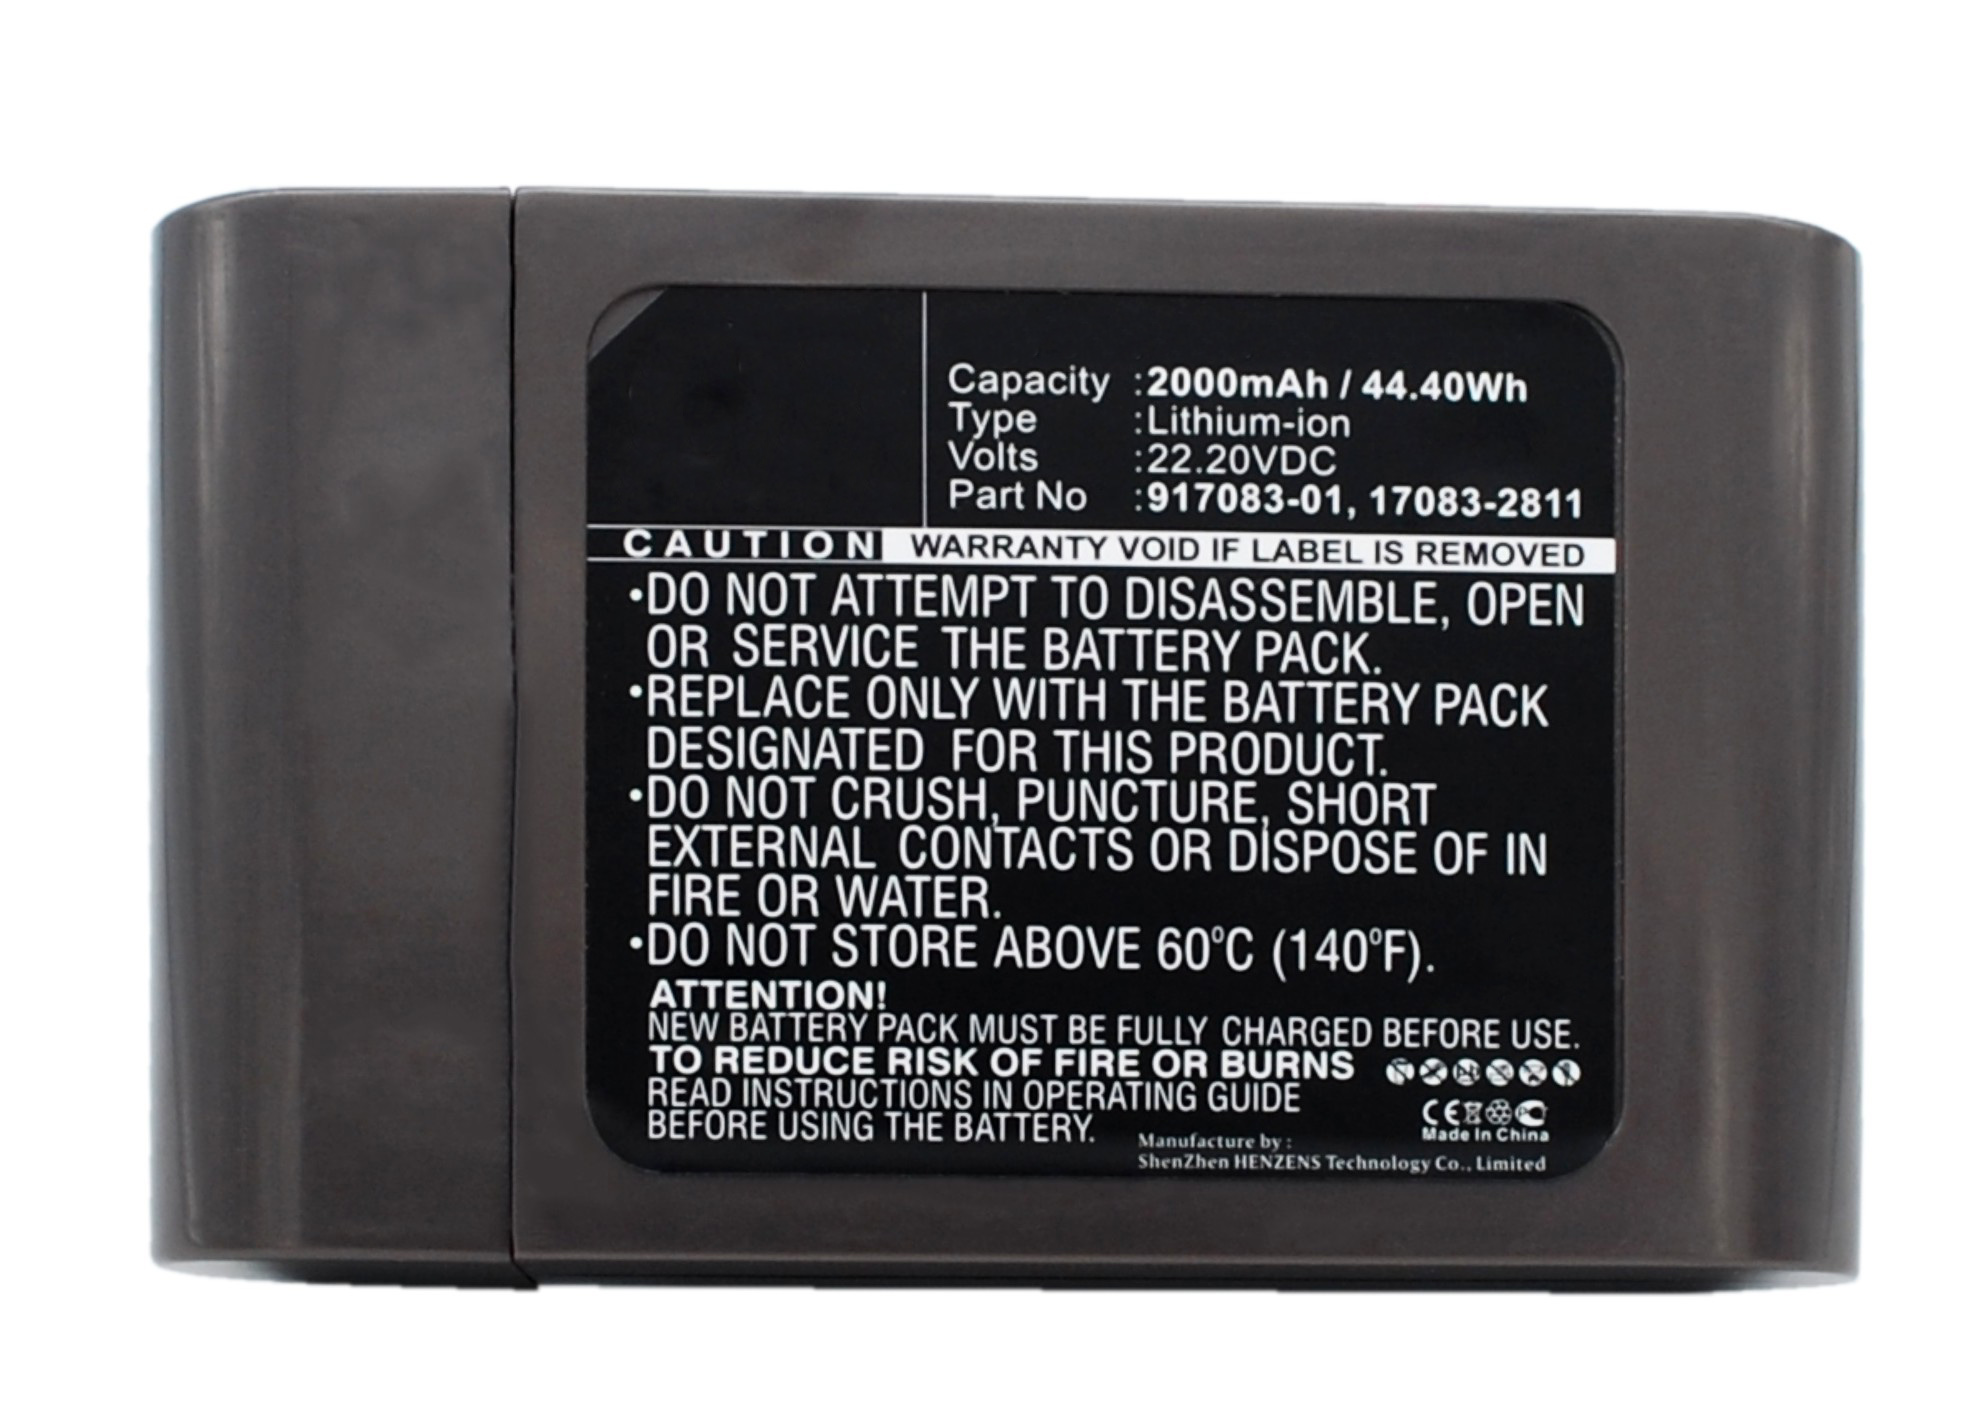 Capacity :2000mAh / 44.40Wh
Type :Lithium-ion
Volts :22.20VDC
Part No :917083-01, 17083-2811
CAUTION WARRANTY VOID IF LABEL IS REMOVED
•DO NOT ATTEMPT TO DISASSEMBLE, OPEN
OR SERVICE THE BATTERY PACK.
•REPLACE ONLY WITH THE BATTERY PACK
DESIGNATED FOR THIS PRODUCT.
•DO NOT CRUSH, PUNCTURE, SHORT
EXTERNAL CONTACTS OR DISPOSE OF IN
FIRE OR WATER.
•DO NOT STORE ABOVE 60°C (140°F).
ATTENTION!
NEW BATTERY PACK MUST BE FULLY CHARGED BEFORE USE.
TO REDUCE RISK OF FIRE OR BURNS
READ INSTRUCTIONS IN OPERATING GUIDE
BEFORE USING THE BATTERY.
CE
Made In China
Manufacture by :
ShenZhen HENZENS Technology Co., Limited